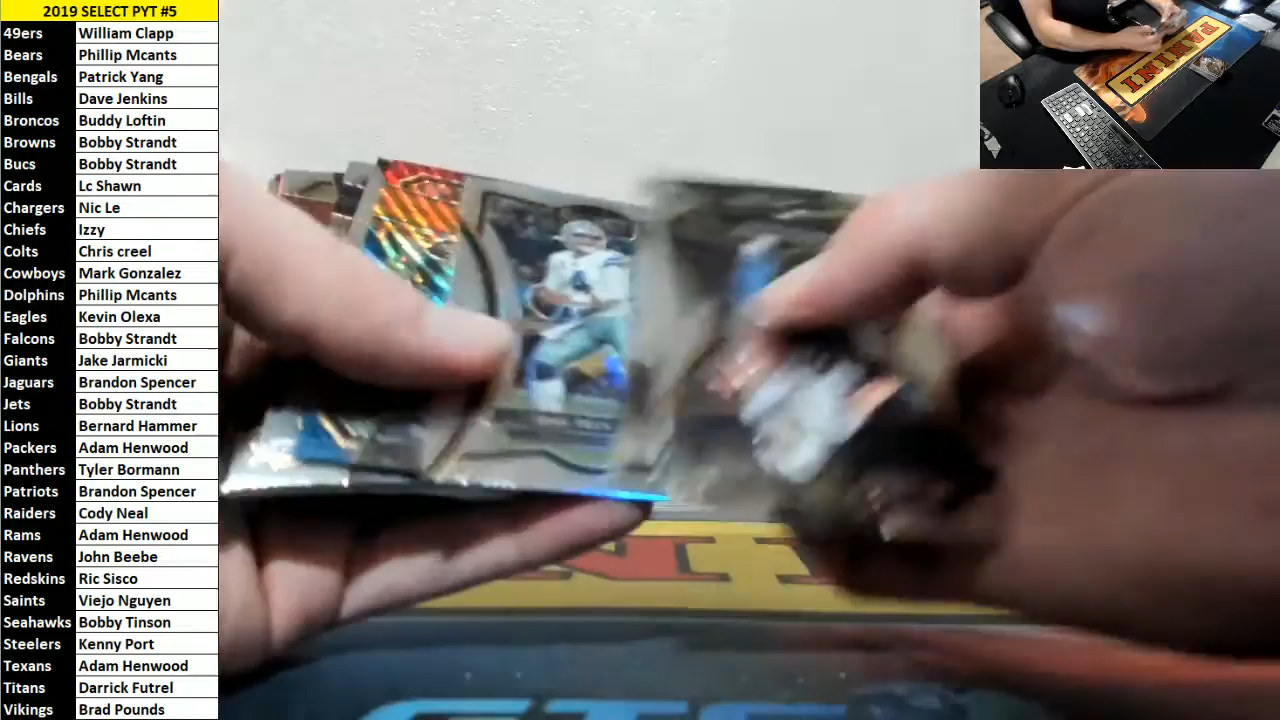 2019 SELECT PYT #5
49ers William Clapp
Bears Phillip Mcants
Bengals Patrick Yang
Bills Dave Jenkins
Broncos Buddy Loftin
Browns Bobby Strandt
Bucs Bobby Strandt
Cards Lc Shawn
Chargers Nic Le
Chiefs Izzy
Colts Chris creel
Cowboys Mark Gonzalez
Dolphins Phillip Mcants
Eagles Kevin Olexa
Falcons Bobby Strandt
Giants Jake Jarmicki
Jaguars Brandon Spencer
Jets Bobby Strandt
Lions Bernard Hammer
Packers Adam Henwood
Panthers Tyler Bormann
Patriots Brandon Spencer
Raiders Cody Neal
Rams Adam Henwood
Ravens John Beebe
Redskins Ric Sisco
Saints Viejo Nguyen
Seahawks Bobby Tinson
Steelers Kenny Port
Texans Adam Henwood
Titans Darrick Futrel
Vikings Brad Pounds
PANINI
4